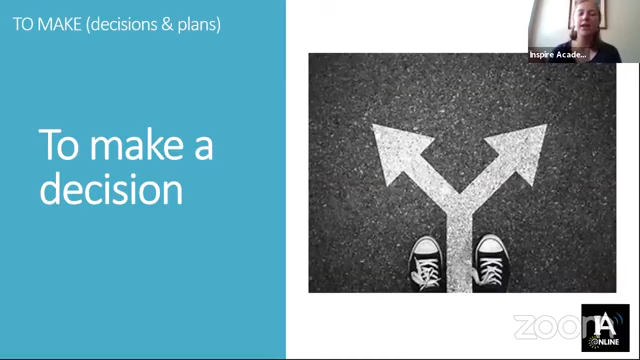 TO MAKE (decisions & plans)
Inspire Acade...
To make a
decision
zoom
IA
ONLINE